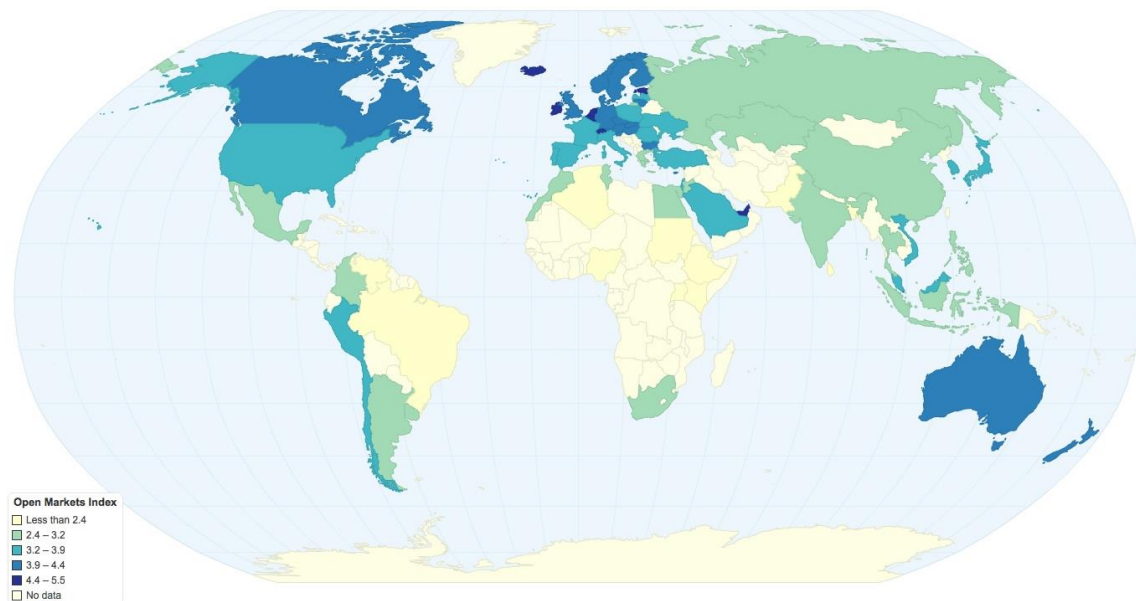 Open Markets Index
Less than 2.4
2.4 – 3.2
3.2 – 3.9
3.9 – 4.4
4.4 – 5.5
No data